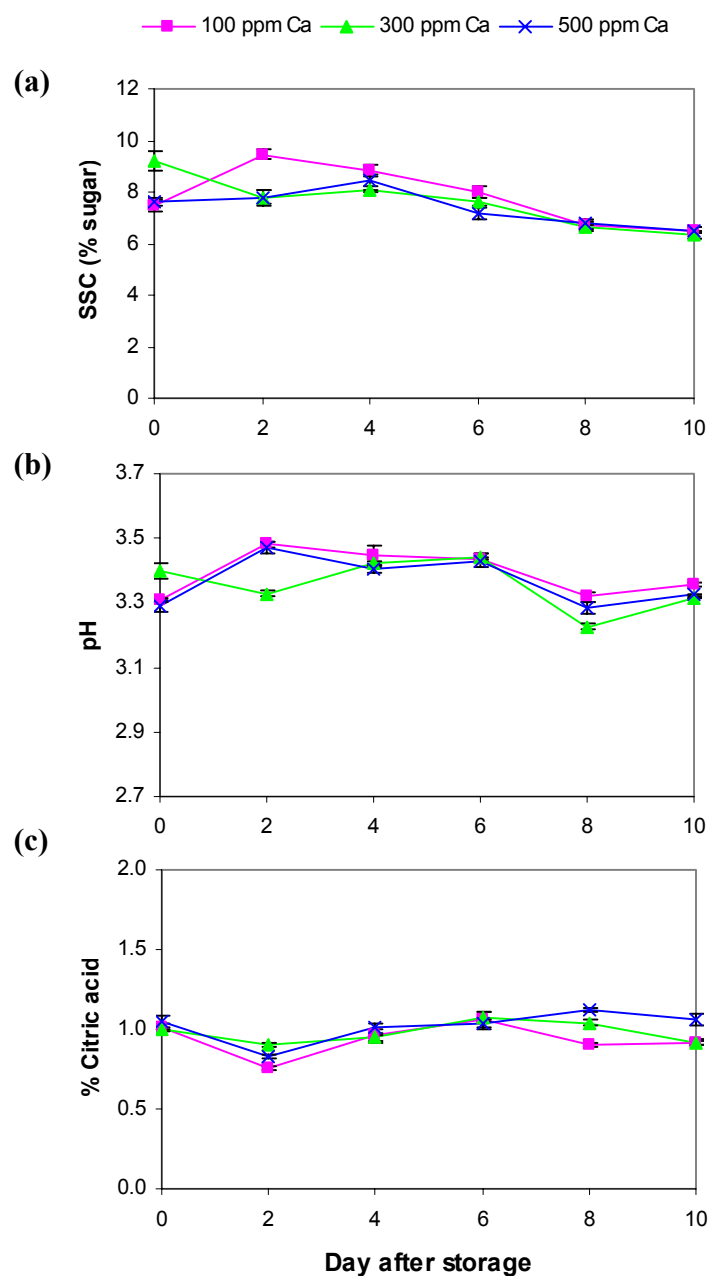 100 ppm Ca 300 ppm Ca 500 ppm Ca
(a)
12
10
8
6
4
2
0
SSC (% sugar)
0 2 4 6 8 10
(b)
3.7
3.5
3.3
3.1
2.9
2.7
pH
0 2 4 6 8 10
(c)
2.0
1.5
1.0
0.5
0.0
% Citric acid
0 2 4 6 8 10
Day after storage